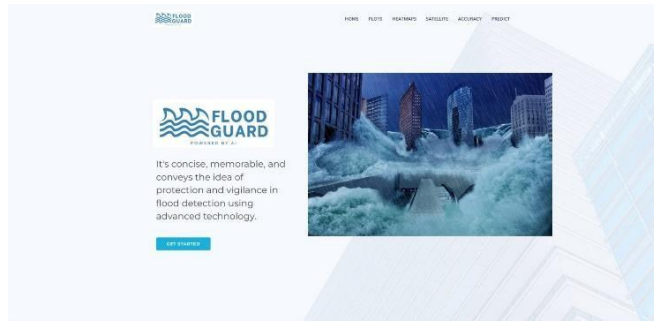 FLOOD
GUARD
HOME PLOTS HEATMAPS SATELLITE ACCURACY PREDICT
FLOOD
GUARD
POWERED BY AI
It's concise, memorable, and
conveys the idea of
protection and vigilance in
flood detection using
advanced technology.
GET STARTED